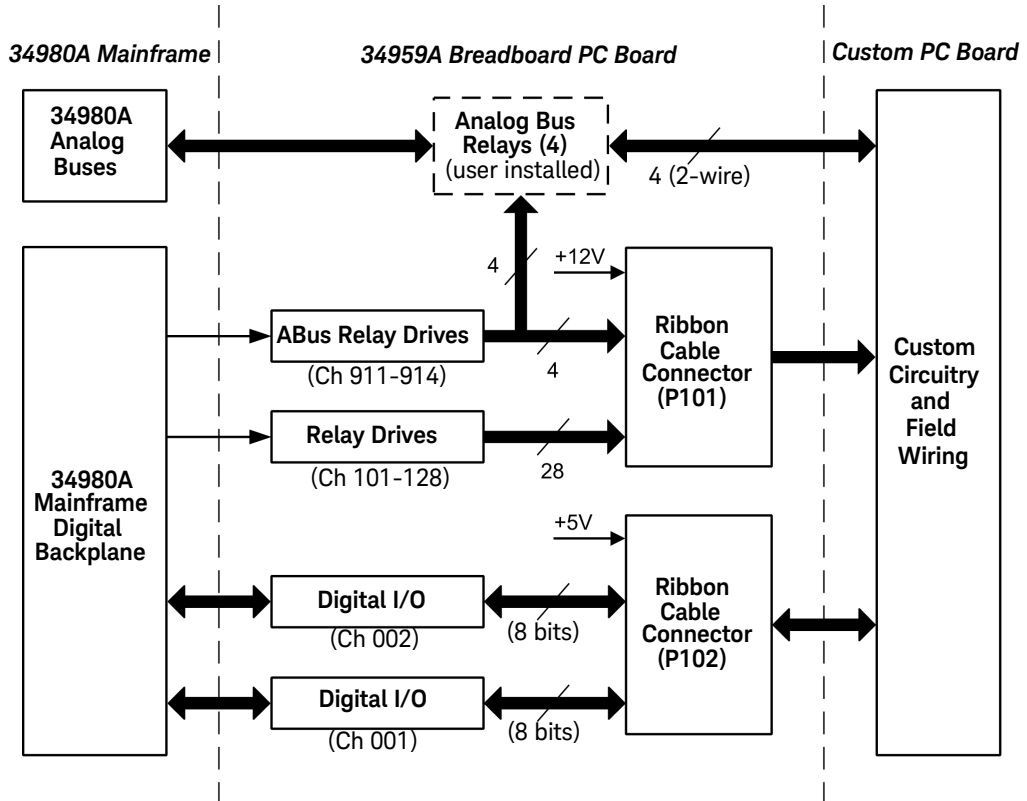 34980A Mainframe
34959A Breadboard PC Board
Custom PC Board
34980A
Analog
Buses
Analog Bus
Relays (4)
(user installed)
4 (2-wire)
4
+12V
ABus Relay Drives
(Ch 911-914)
4
Ribbon
Cable
Connector
(P101)
Relay Drives
(Ch 101-128)
28
Custom
Circuitry
and
Field
Wiring
34980A
Mainframe
Digital
Backplane
+5V
Digital I/O
(Ch 002)
(8 bits)
Ribbon
Cable
Connector
(P102)
Digital I/O
(Ch 001)
(8 bits)